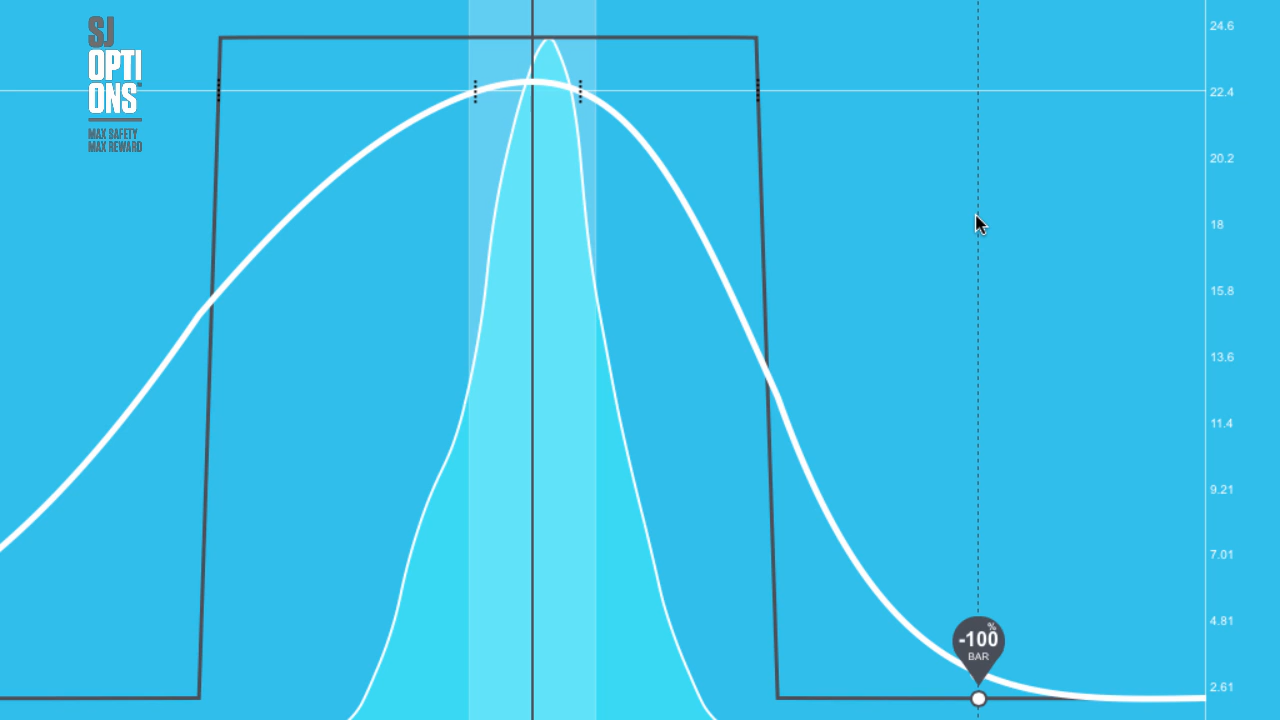 SJ
OPTI
ONS
MAX SAFETY
MAX REWARD
24.6
22.4
20.2
18
15.8
13.6
11.4
9.21
7.01
4.81
2.61
%
-100
BAR